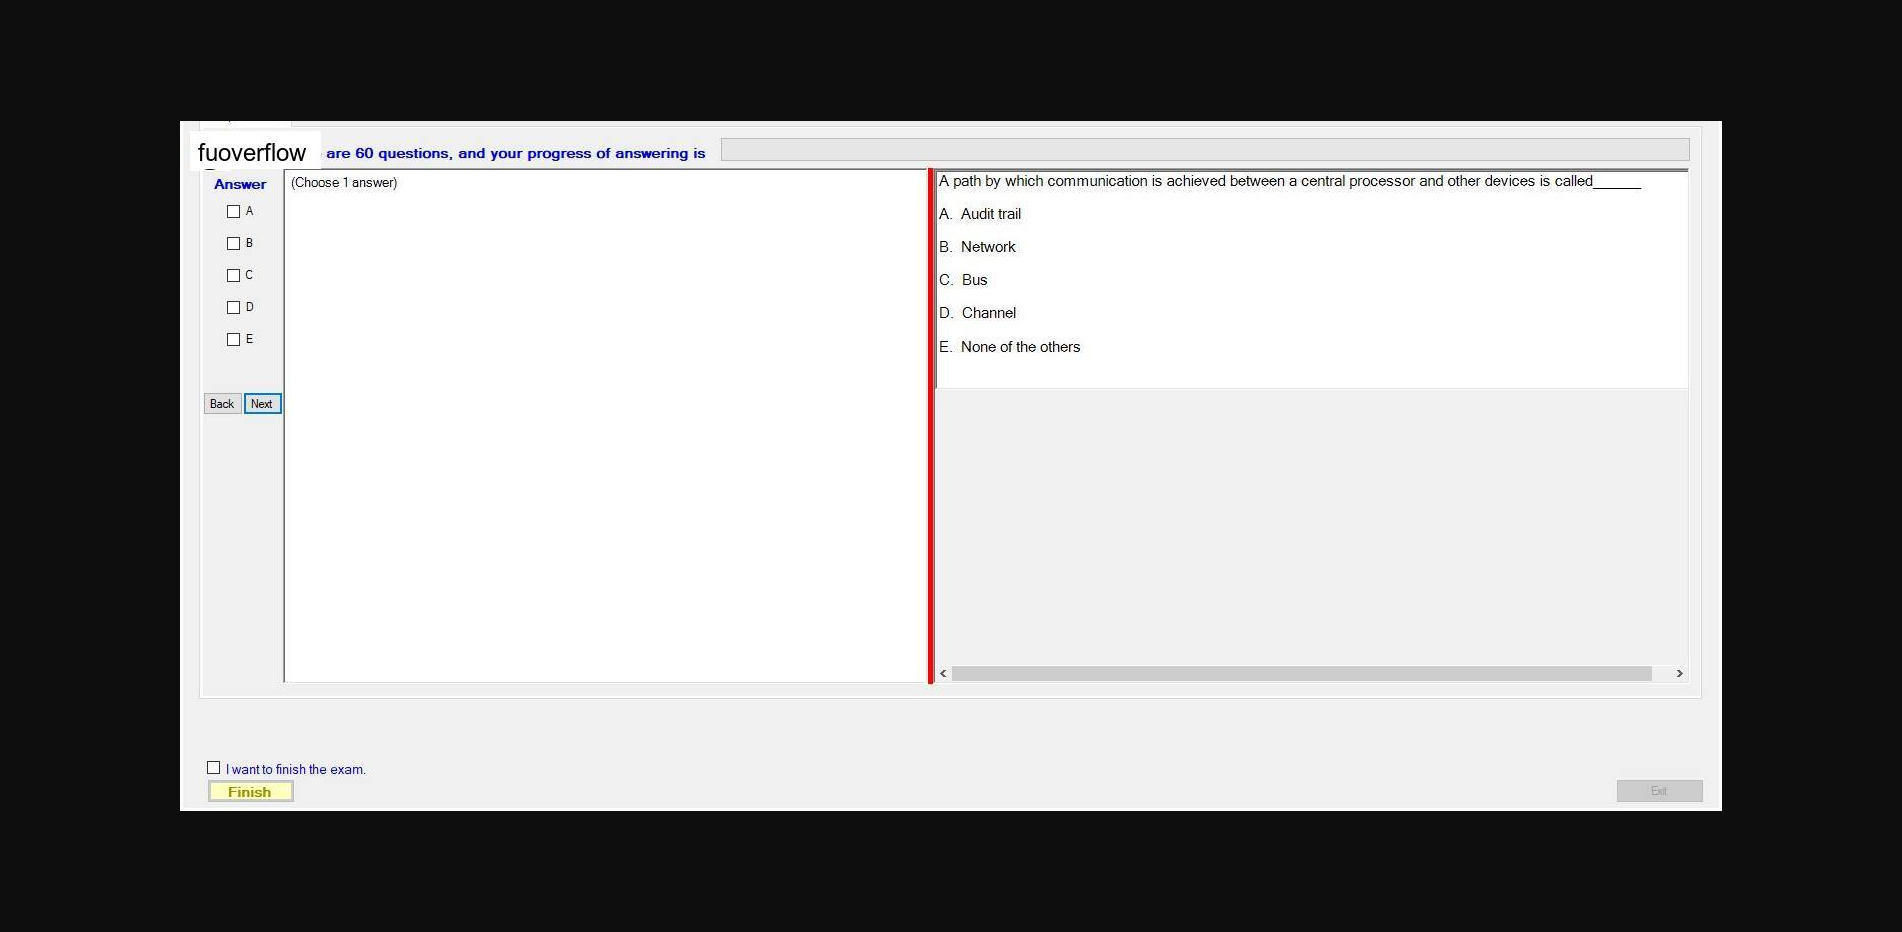 fuoverflow are 60 questions, and your progress of answering is
Answer
A
B
C
D
E
Back Next
(Choose 1 answer)
A path by which communication is achieved between a central processor and other devices is called______
A. Audit trail
B. Network
C. Bus
D. Channel
E. None of the others
I want to finish the exam.
Finish
Exit